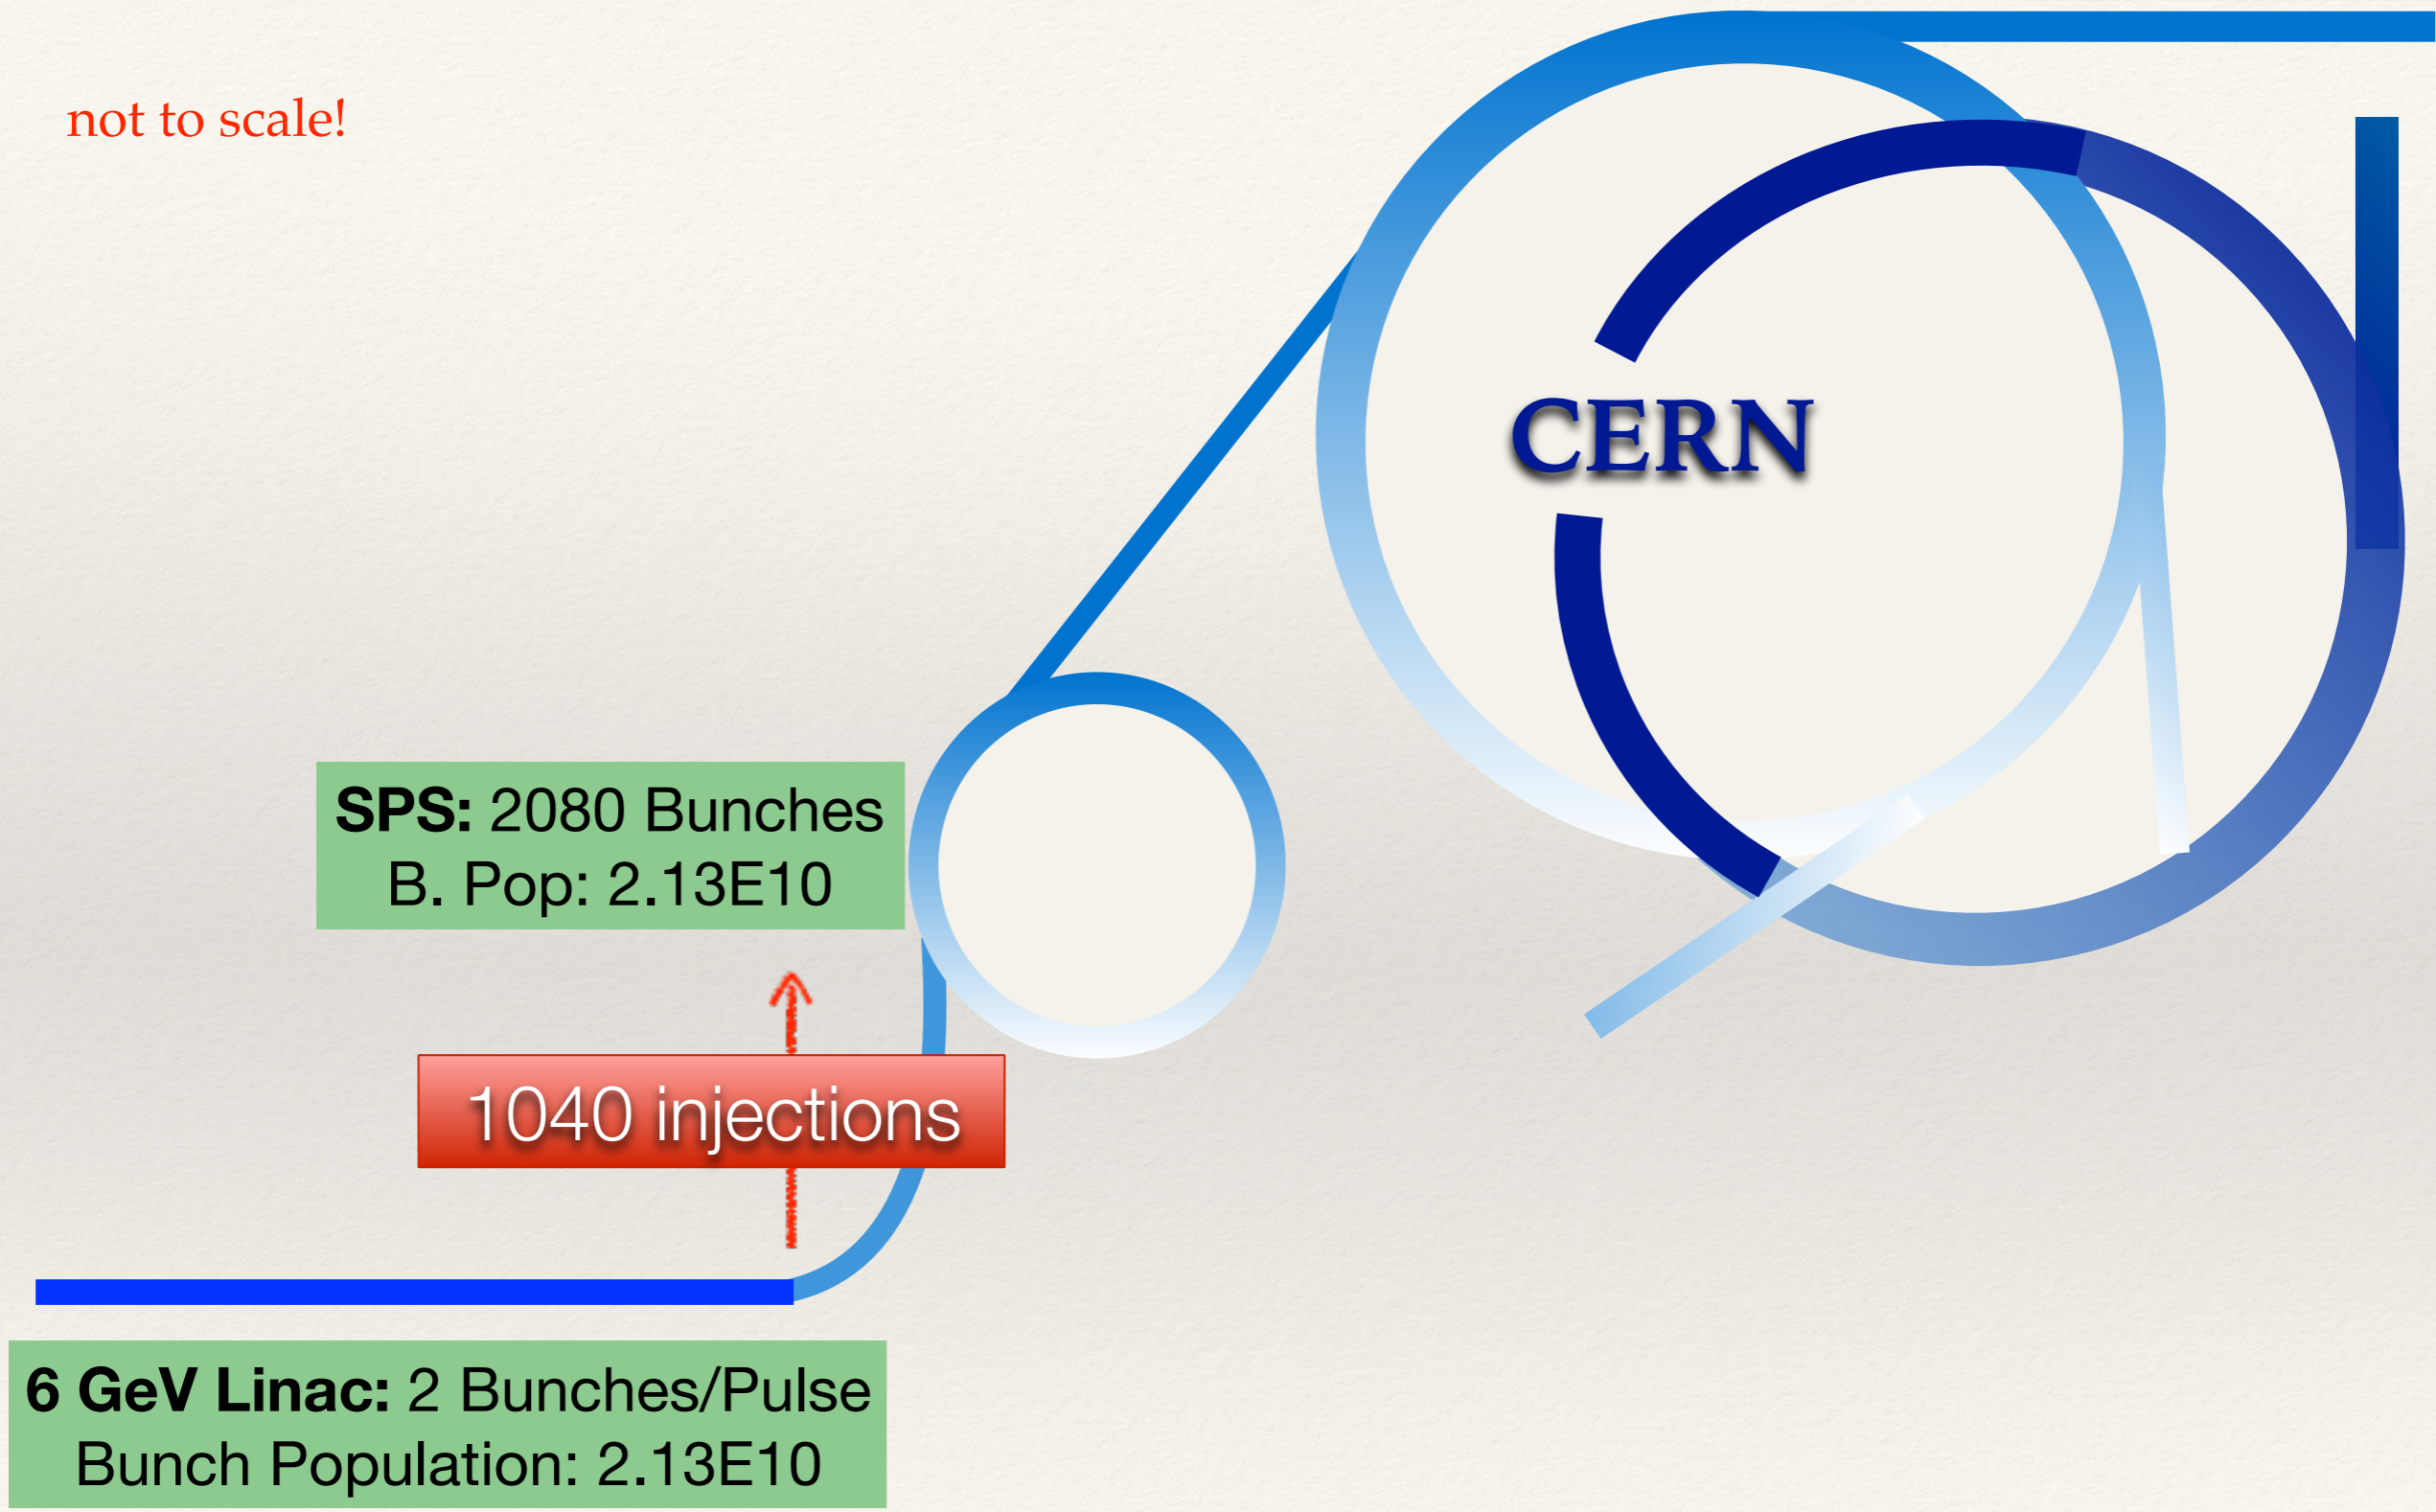 not to scale!
CERN
SPS: 2080 Bunches
B. Pop: 2.13E10
1040 injections
6 GeV Linac: 2 Bunches/Pulse
Bunch Population: 2.13E10